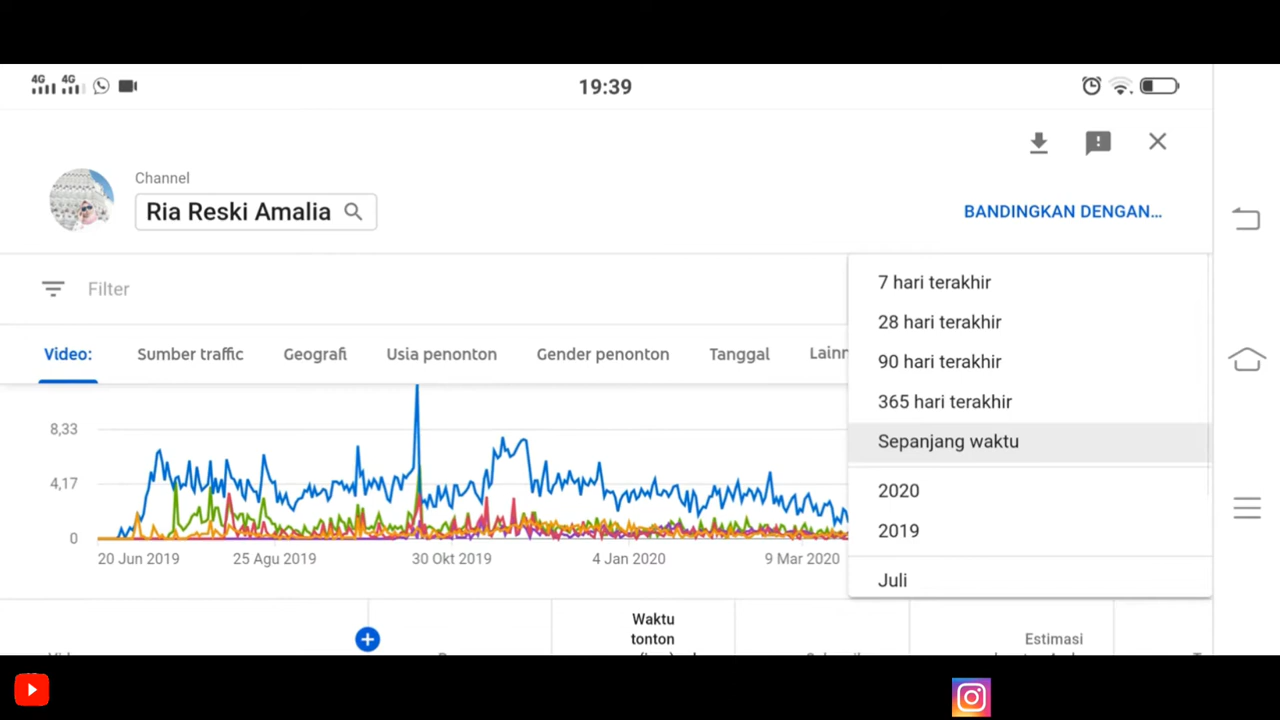 4G 4G 19:39
Channel
Ria Reski Amalia
BANDINGKAN DENGAN...
Filter
7 hari terakhir
28 hari terakhir
90 hari terakhir
365 hari terakhir
Sepanjang waktu
2020
2019
Juli
Video: Sumber traffic Geografi Usia penonton Gender penonton Tanggal
8,33
4,17
0
20 Jun 2019 25 Agu 2019 30 Okt 2019 4 Jan 2020 9 Mar 2020
Waktu
tonton
Estimasi